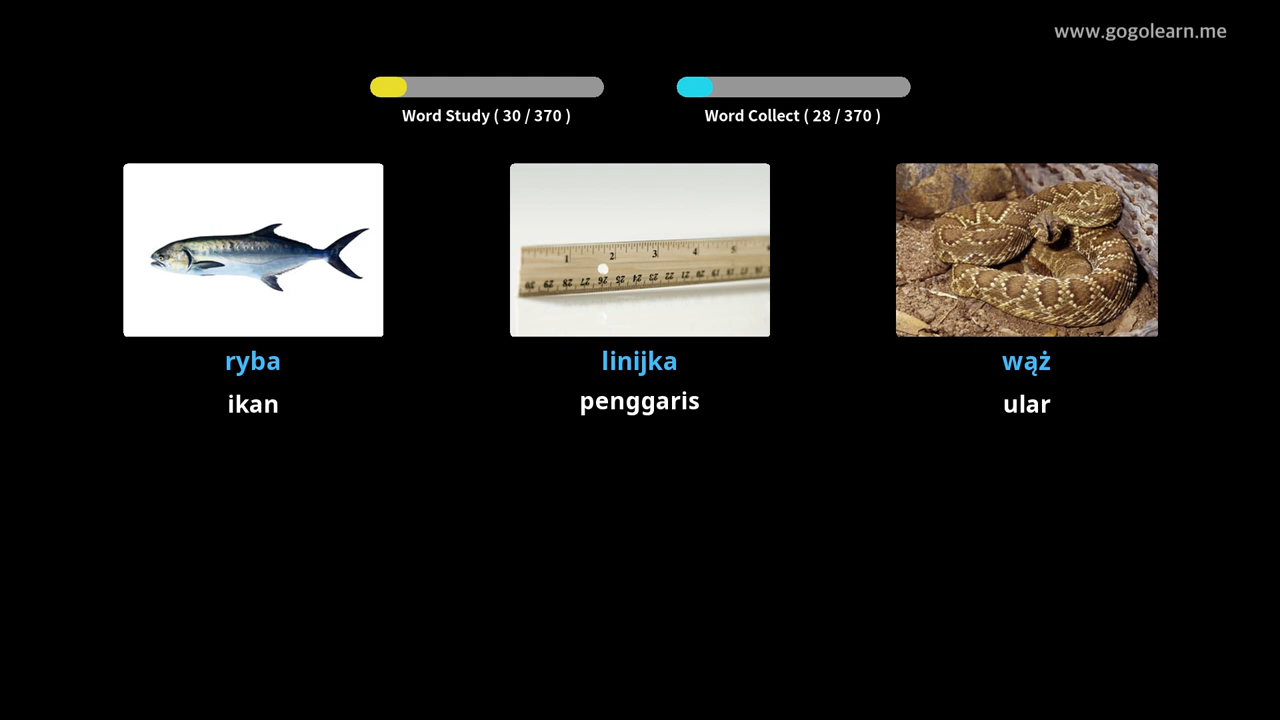 www.gogolearn.me
Word Study ( 30 / 370 )
Word Collect ( 28 / 370 )
ryba
linijka
wąż
ikan
penggaris
ular